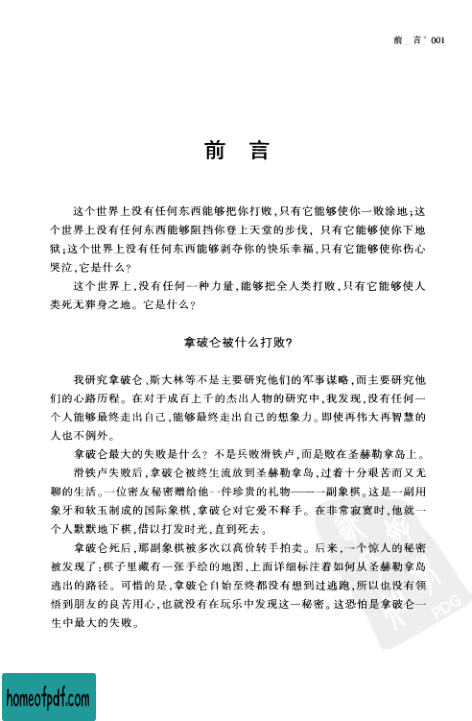 前 言 001
前 言
这个世界上没有任何东西能够把你打败,只有它能够使你一败涂地;这
个世界上没有任何东西能够阻挡你登上天堂的步伐, 只有它能够使你下地
狱;这个世界上没有任何东西能够剥夺你的快乐幸福,只有它能够使你伤心
哭泣,它是什么?
这个世界上,没有任何一种力量,能够把全人类打败,只有它能够使人
类死无葬身之地。 它是什么?
拿破仑被什么打败?
我研究拿破仑、斯大林等不是主要研究他们的军事谋略,而主要研究他
们的心路历程。在对于成百上千的杰出人物的研究中,我发现,没有任何一
个人能够最终走出自己,能够最终走出自己的想象力。即使再伟大再智慧的
人也不例外。
拿破仑最大的失败是什么? 不是兵败滑铁卢,而是败在圣赫勒拿岛上。
滑铁卢失败后,拿破仑被终生流放到圣赫勒拿岛,过着十分艰苦而又无
聊的生活。一位密友秘密赠给他一件珍贵的礼物——一副象棋。这是一副用
象牙和软玉制成的国际象棋,拿破仑对它爱不释手。在非常寂寞时,他就一
个人默默地下棋,借以打发时光,直到死去。
拿破仑死后,那副象棋被多次以高价转手拍卖。后来,一个惊人的秘密
被发现了:棋子里藏有一张手绘的地图,上面详细标注着如何从圣赫勒拿岛
逃出的路径。可惜的是,拿破仑自始至终都没有想到过逃跑,所以也没有领
悟到朋友的良苦用心,也就没有在玩乐中发现这一秘密。这恐怕是拿破仑一
生中最大的失败。
PDG
homeofpdf.com